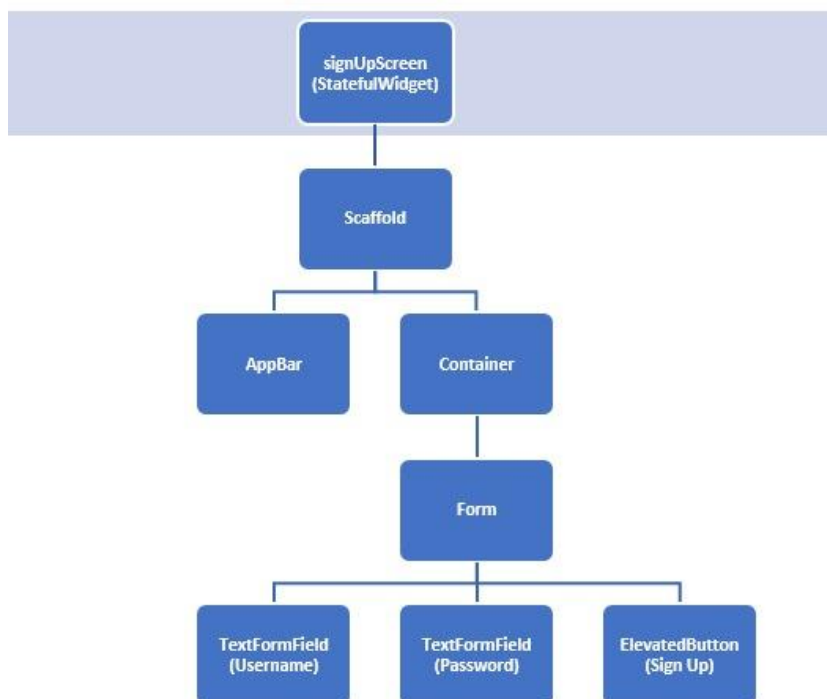 signUpScreen
(StatefulWidget)
Scaffold
AppBar
Container
Form
TextFormField
(Username)
TextFormField
(Password)
ElevatedButton
(Sign Up)